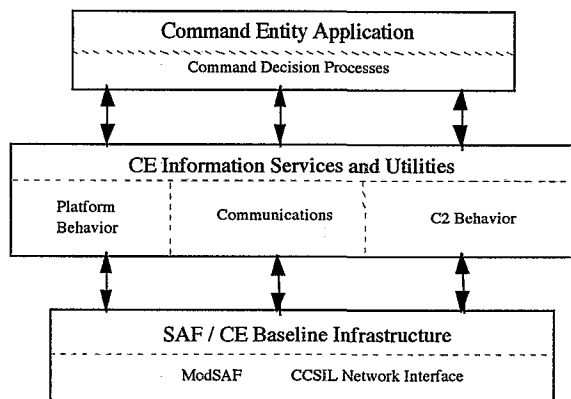 Command Entity Application
Command Decision Processes
CE Information Services and Utilities
Platform
Behavior
Communications
C2 Behavior
SAF / CE Baseline Infrastructure
ModSAF
CCSIL Network Interface